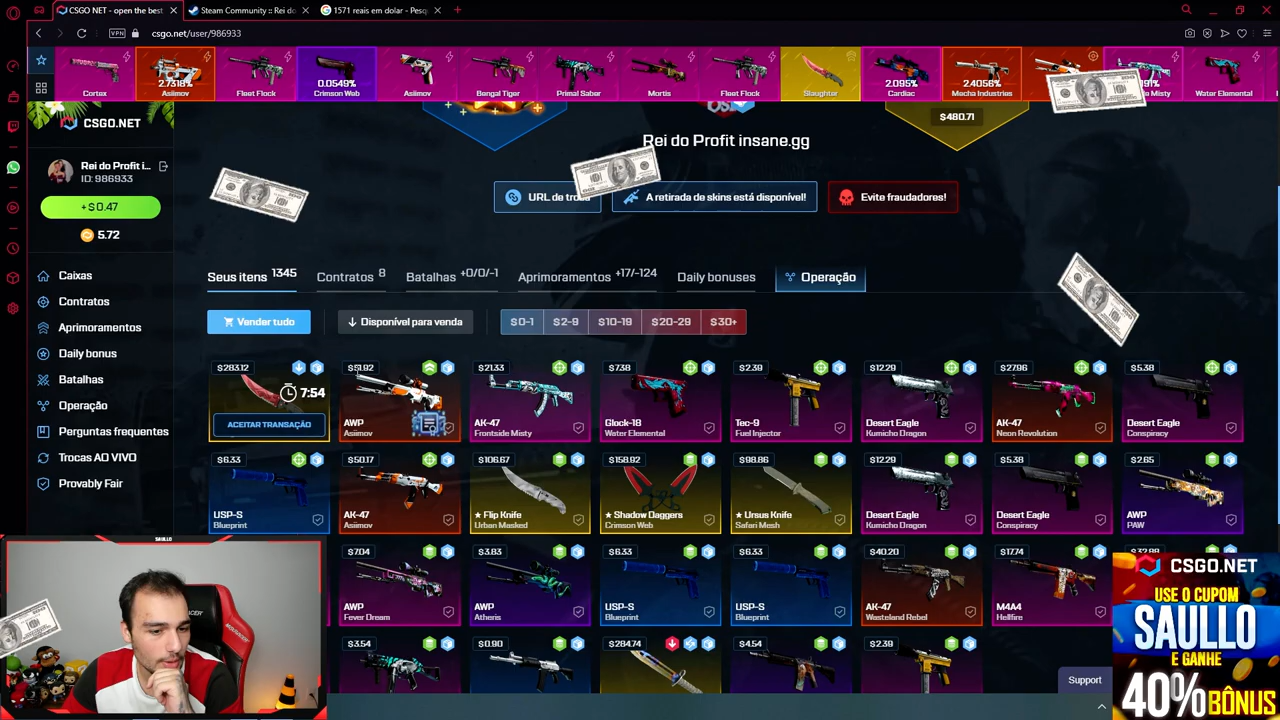 CSGO NET - open the best
Steam Community :: Rei do
1571 reais em dolar - Pesqu
VPN
csgo.net/user/986933
Cortex
2.7318%
Asiimov
Fleet Flock
0.0549%
Crimson Web
Asiimov
Bengal Tiger
Primal Saber
Mortis
Fleet Flock
Slaughter
2.095%
Cardiac
2.4056%
Mecha Industries
Misty
Water Elemental
CSGO.NET
Rei do Profit i...
ID: 986933
+$0.47
5.72
Caixas
Contratos
Aprimoramentos
Daily bonus
Batalhas
Operação
Perguntas frequentes
Trocas AO VIVO
Provably Fair
$480.71
Rei do Profit insane.gg
URL de troca
A retirada de skins está disponível!
Evite fraudadores!
Seus itens 1345
Contratos 8
Batalhas +0/0/-1
Aprimoramentos +17/-124
Daily bonuses
Operação
Vender tudo
Disponível para venda
$0-1
$2-9
$10-19
$20-29
$30+
$283.12
7:54
ACEITAR TRANSAÇÃO
$51.92
AWP
Asiimov
$21.33
AK-47
Frontside Misty
$7.38
Glock-18
Water Elemental
$2.39
Tec-9
Fuel Injector
$12.29
Desert Eagle
Kumicho Dragon
$27.96
AK-47
Neon Revolution
$5.38
Desert Eagle
Conspiracy
$6.33
USP-S
Blueprint
$50.17
AK-47
Asiimov
$106.67
★ Flip Knife
Urban Masked
$158.92
★ Shadow Daggers
Crimson Web
$98.86
★ Ursus Knife
Safari Mesh
$12.29
Desert Eagle
Kumicho Dragon
$5.38
Desert Eagle
Conspiracy
$2.65
AWP
PAW
$7.04
AWP
Fever Dream
$3.83
AWP
Atheris
$6.33
USP-S
Blueprint
$6.33
USP-S
Blueprint
$40.20
AK-47
Wasteland Rebel
$17.74
M4A4
Hellfire
$3.54
$0.90
$284.74
$4.54
$2.39
Support
SAULLO
CSGO.NET
USE O CUPOM
SAULLO
E GANHE
40% BÔNUS